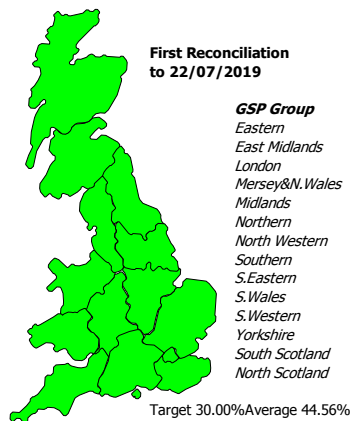 First Reconciliation
to 22/07/2019
GSP Group
Eastern
East Midlands
London
Mersey&N.Wales
Midlands
Northern
North Western
Southern
S.Eastern
S.Wales
S.Western
Yorkshire
South Scotland
North Scotland
Target 30.00%Average 44.56%